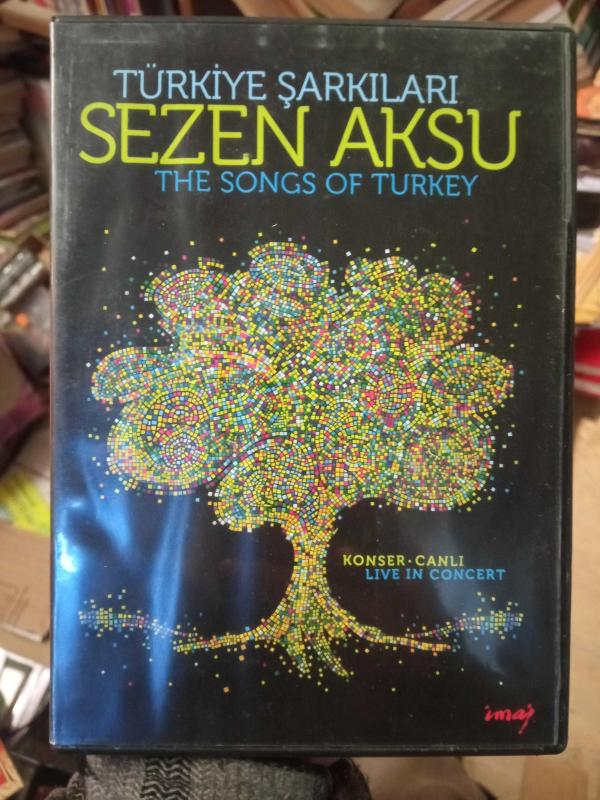 TÜRKİYE ŞARKILARI
SEZEN AKSU
THE SONGS OF TURKEY
KONSER · CANLI
LIVE IN CONCERT
imaj